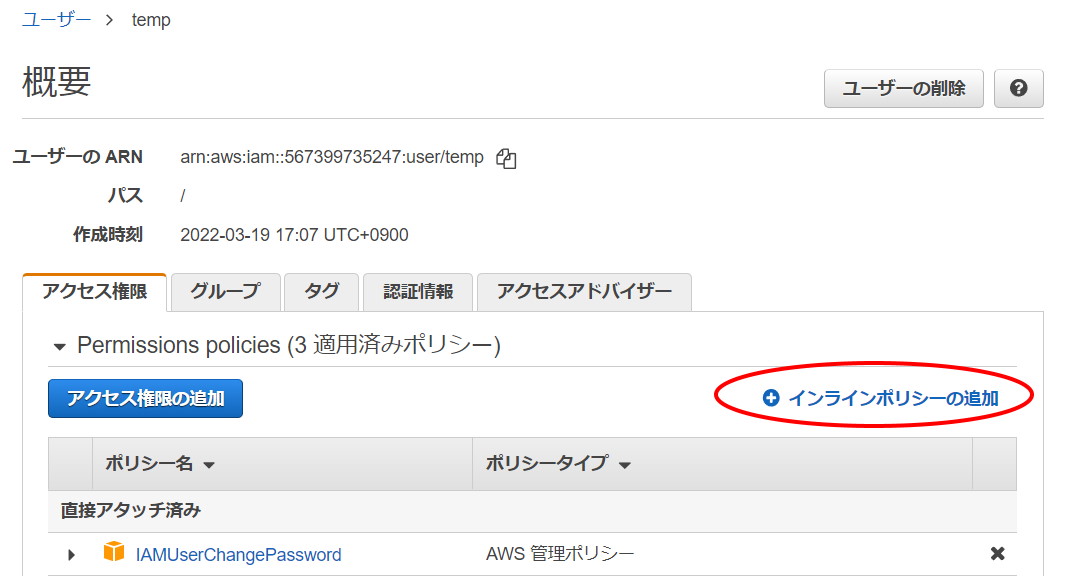 ユーザー > temp
概要
ユーザーの削除 ?
ユーザーの ARN arn:aws:iam::567399735247:user/temp
パス /
作成時刻 2022-03-19 17:07 UTC+0900
アクセス権限 グループ タグ 認証情報 アクセスアドバイザー
Permissions policies (3 適用済みポリシー)
アクセス権限の追加 インラインポリシーの追加
ポリシー名 ポリシータイプ
直接アタッチ済み
IAMUserChangePassword AWS 管理ポリシー